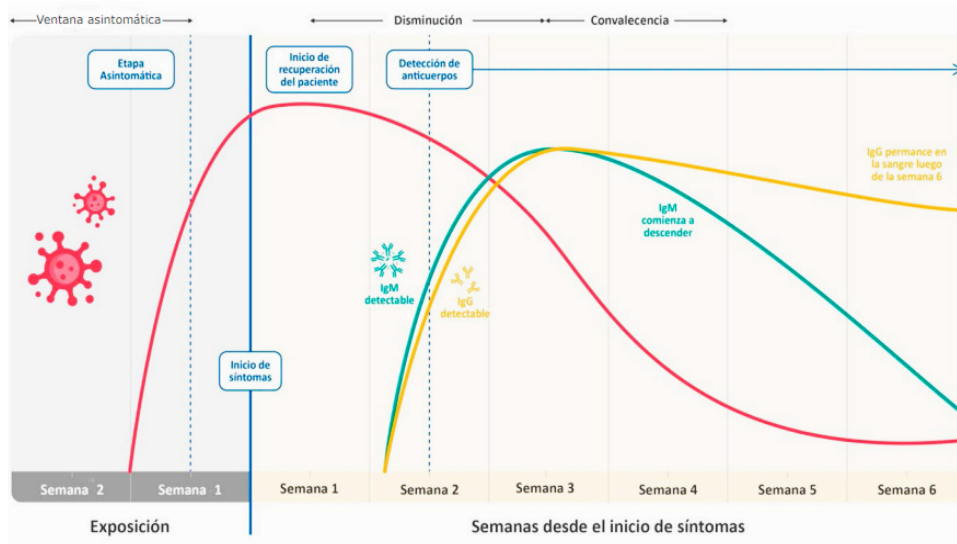 Ventana asintomática
Disminución
Convalecencia
Etapa
Asintomática
Inicio de
recuperación
del paciente
Detección de
anticuerpos
IgG permance en
la sangre luego
de la semana 6
IgM
comienza a
descender
IgM
detectable
IgG
detectable
Inicio de
síntomas
Semana 2
Semana 1
Semana 1
Semana 2
Semana 3
Semana 4
Semana 5
Semana 6
Exposición
Semanas desde el inicio de síntomas